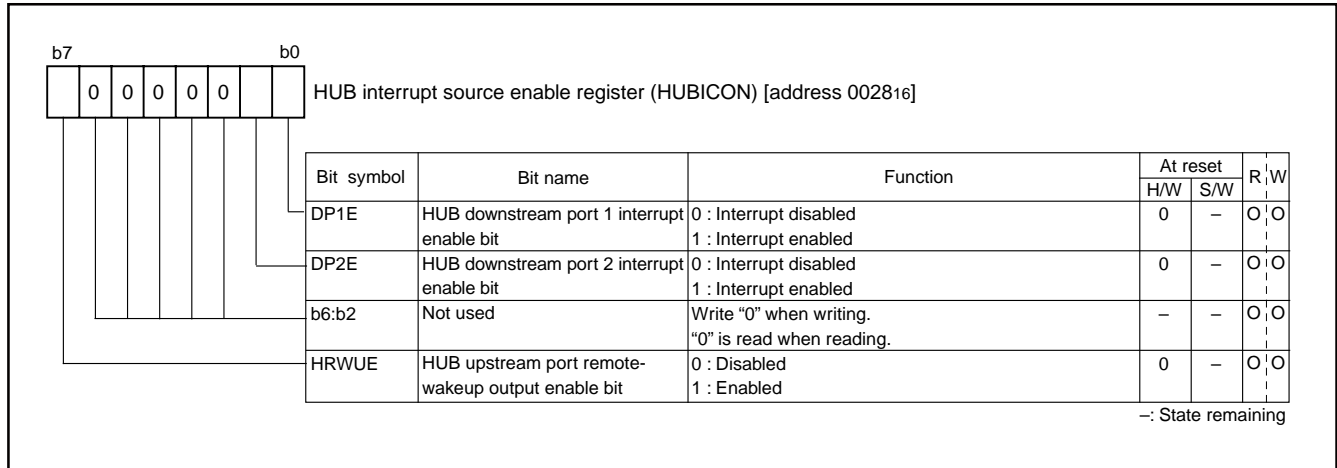 b7 b0
0 0 0 0 0 HUB interrupt source enable register (HUBICON) [address 002816]
Bit symbol Bit name Function At reset R W
H/W S/W
DP1E HUB downstream port 1 interrupt 0 : Interrupt disabled 0 – O O
enable bit 1 : Interrupt enabled
DP2E HUB downstream port 2 interrupt 0 : Interrupt disabled 0 – O O
enable bit 1 : Interrupt enabled
b6:b2 Not used Write “0” when writing. – – O O
“0” is read when reading.
HRWUE HUB upstream port remote- 0 : Disabled 0 – O O
wakeup output enable bit 1 : Enabled
–: State remaining